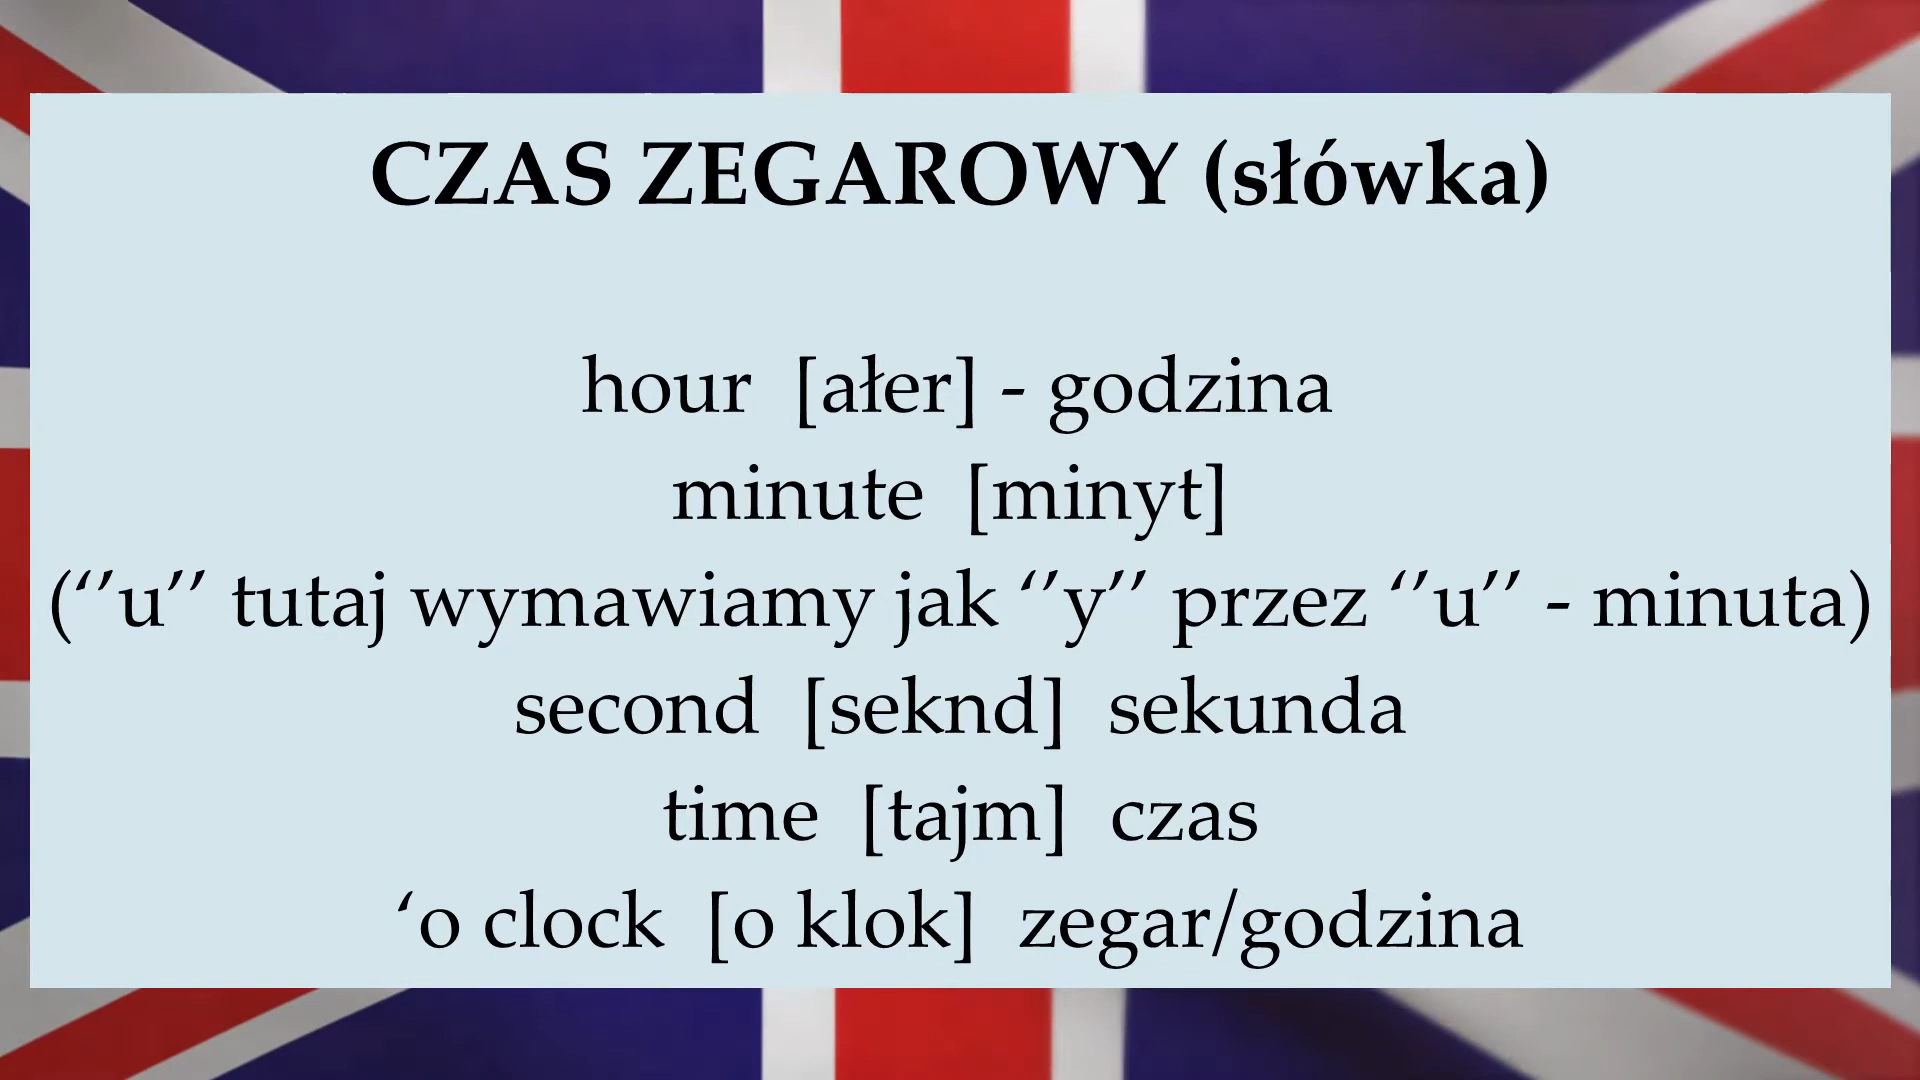 CZAS ZEGAROWY (słówka)
hour [ałer] - godzina
minute [minyt]
(‘’u’’ tutaj wymawiamy jak ‘’y’’ przez ‘’u’’ - minuta)
second [seknd] sekunda
time [tajm] czas
‘o clock [o klok] zegar/godzina